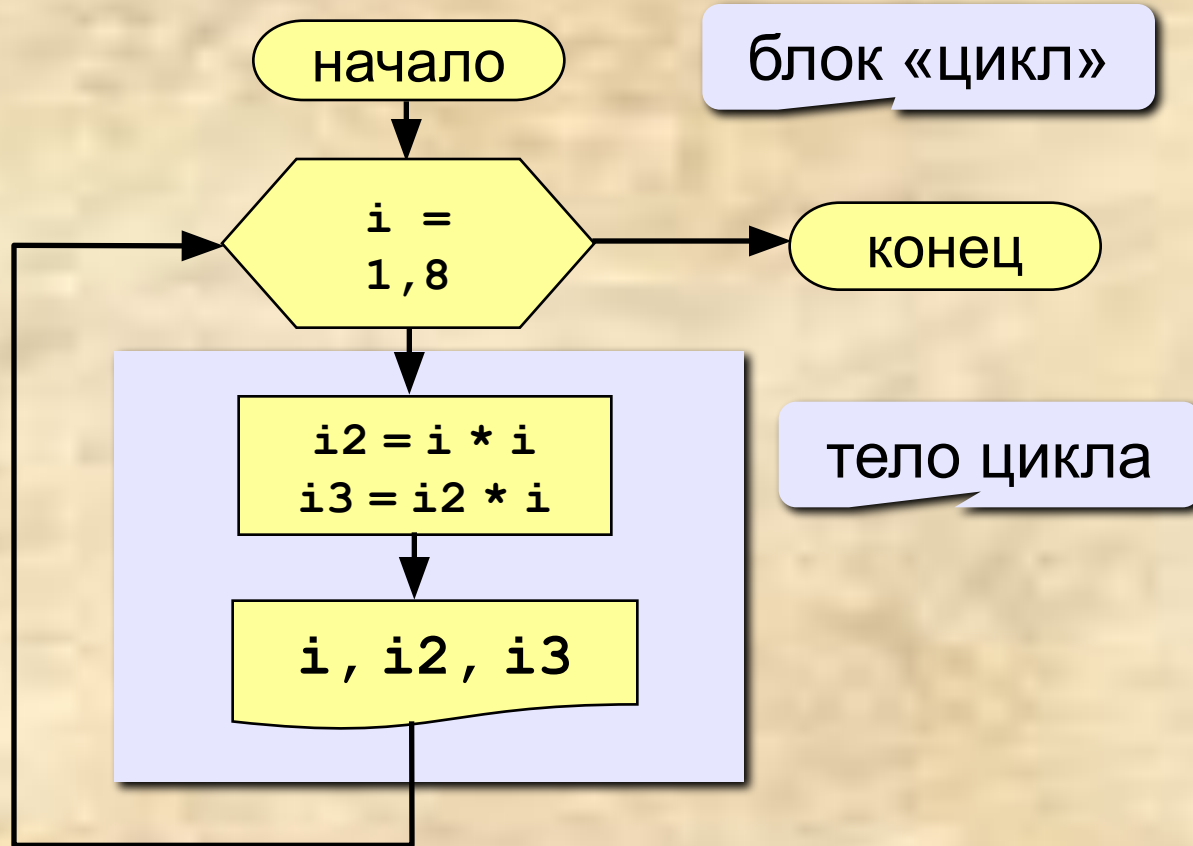 начало
блок «цикл»
i =
1,8
конец
i2 = i * i
i3 = i2 * i
тело цикла
i, i2, i3